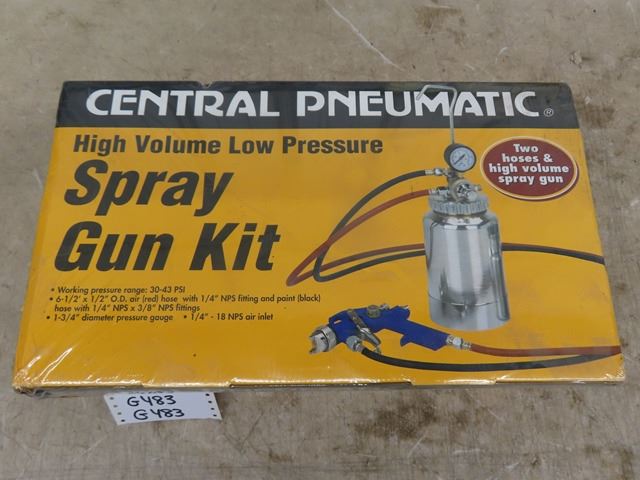 CENTRAL PNEUMATIC®
High Volume Low Pressure
Spray
Gun Kit
Two
hoses &
high volume
spray gun
• Working pressure range: 30-43 PSI
• 6-1/2' x 1/2" O.D. air (red) hose with 1/4" NPS fitting and paint (black)
hose with 1/4" NPS x 3/8" NPS fittings
• 1-3/4" diameter pressure gauge • 1/4" - 18 NPS air inlet
G483
G483